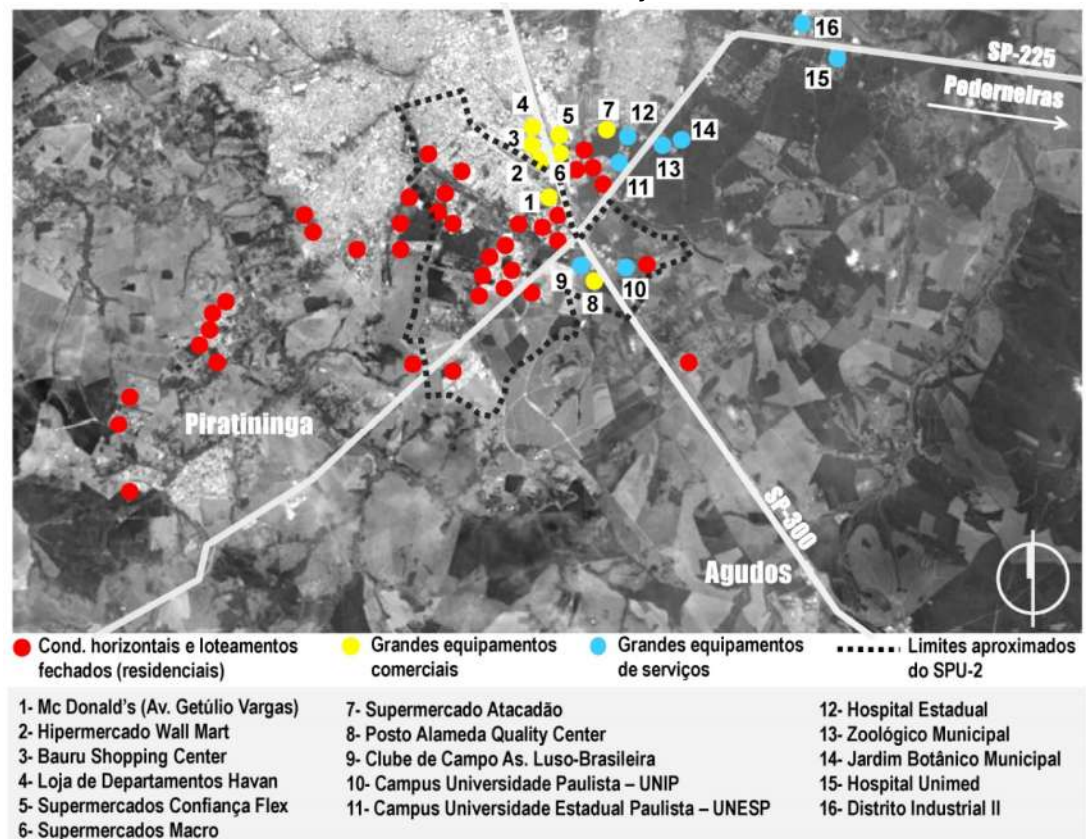 16
SP-225
15
Pederneiras
4
5
7
12
14
3
2
6
13
11
1
9
10
8
Piratininga
SP-300
Agudos
Cond. horizontais e loteamentos
fechados (residenciais)
Grandes equipamentos
comerciais
Grandes equipamentos
de serviços
Limites aproximados
do SPU-2
1- Mc Donald's (Av. Getúlio Vargas)
2- Hipermercado Wall Mart
3- Bauru Shopping Center
4- Loja de Departamentos Havan
5- Supermercados Confiança Flex
6- Supermercados Macro
7- Supermercado Atacadão
8- Posto Alameda Quality Center
9- Clube de Campo As. Luso-Brasileira
10- Campus Universidade Paulista – UNIP
11- Campus Universidade Estadual Paulista – UNESP
12- Hospital Estadual
13- Zoológico Municipal
14- Jardim Botânico Municipal
15- Hospital Unimed
16- Distrito Industrial II